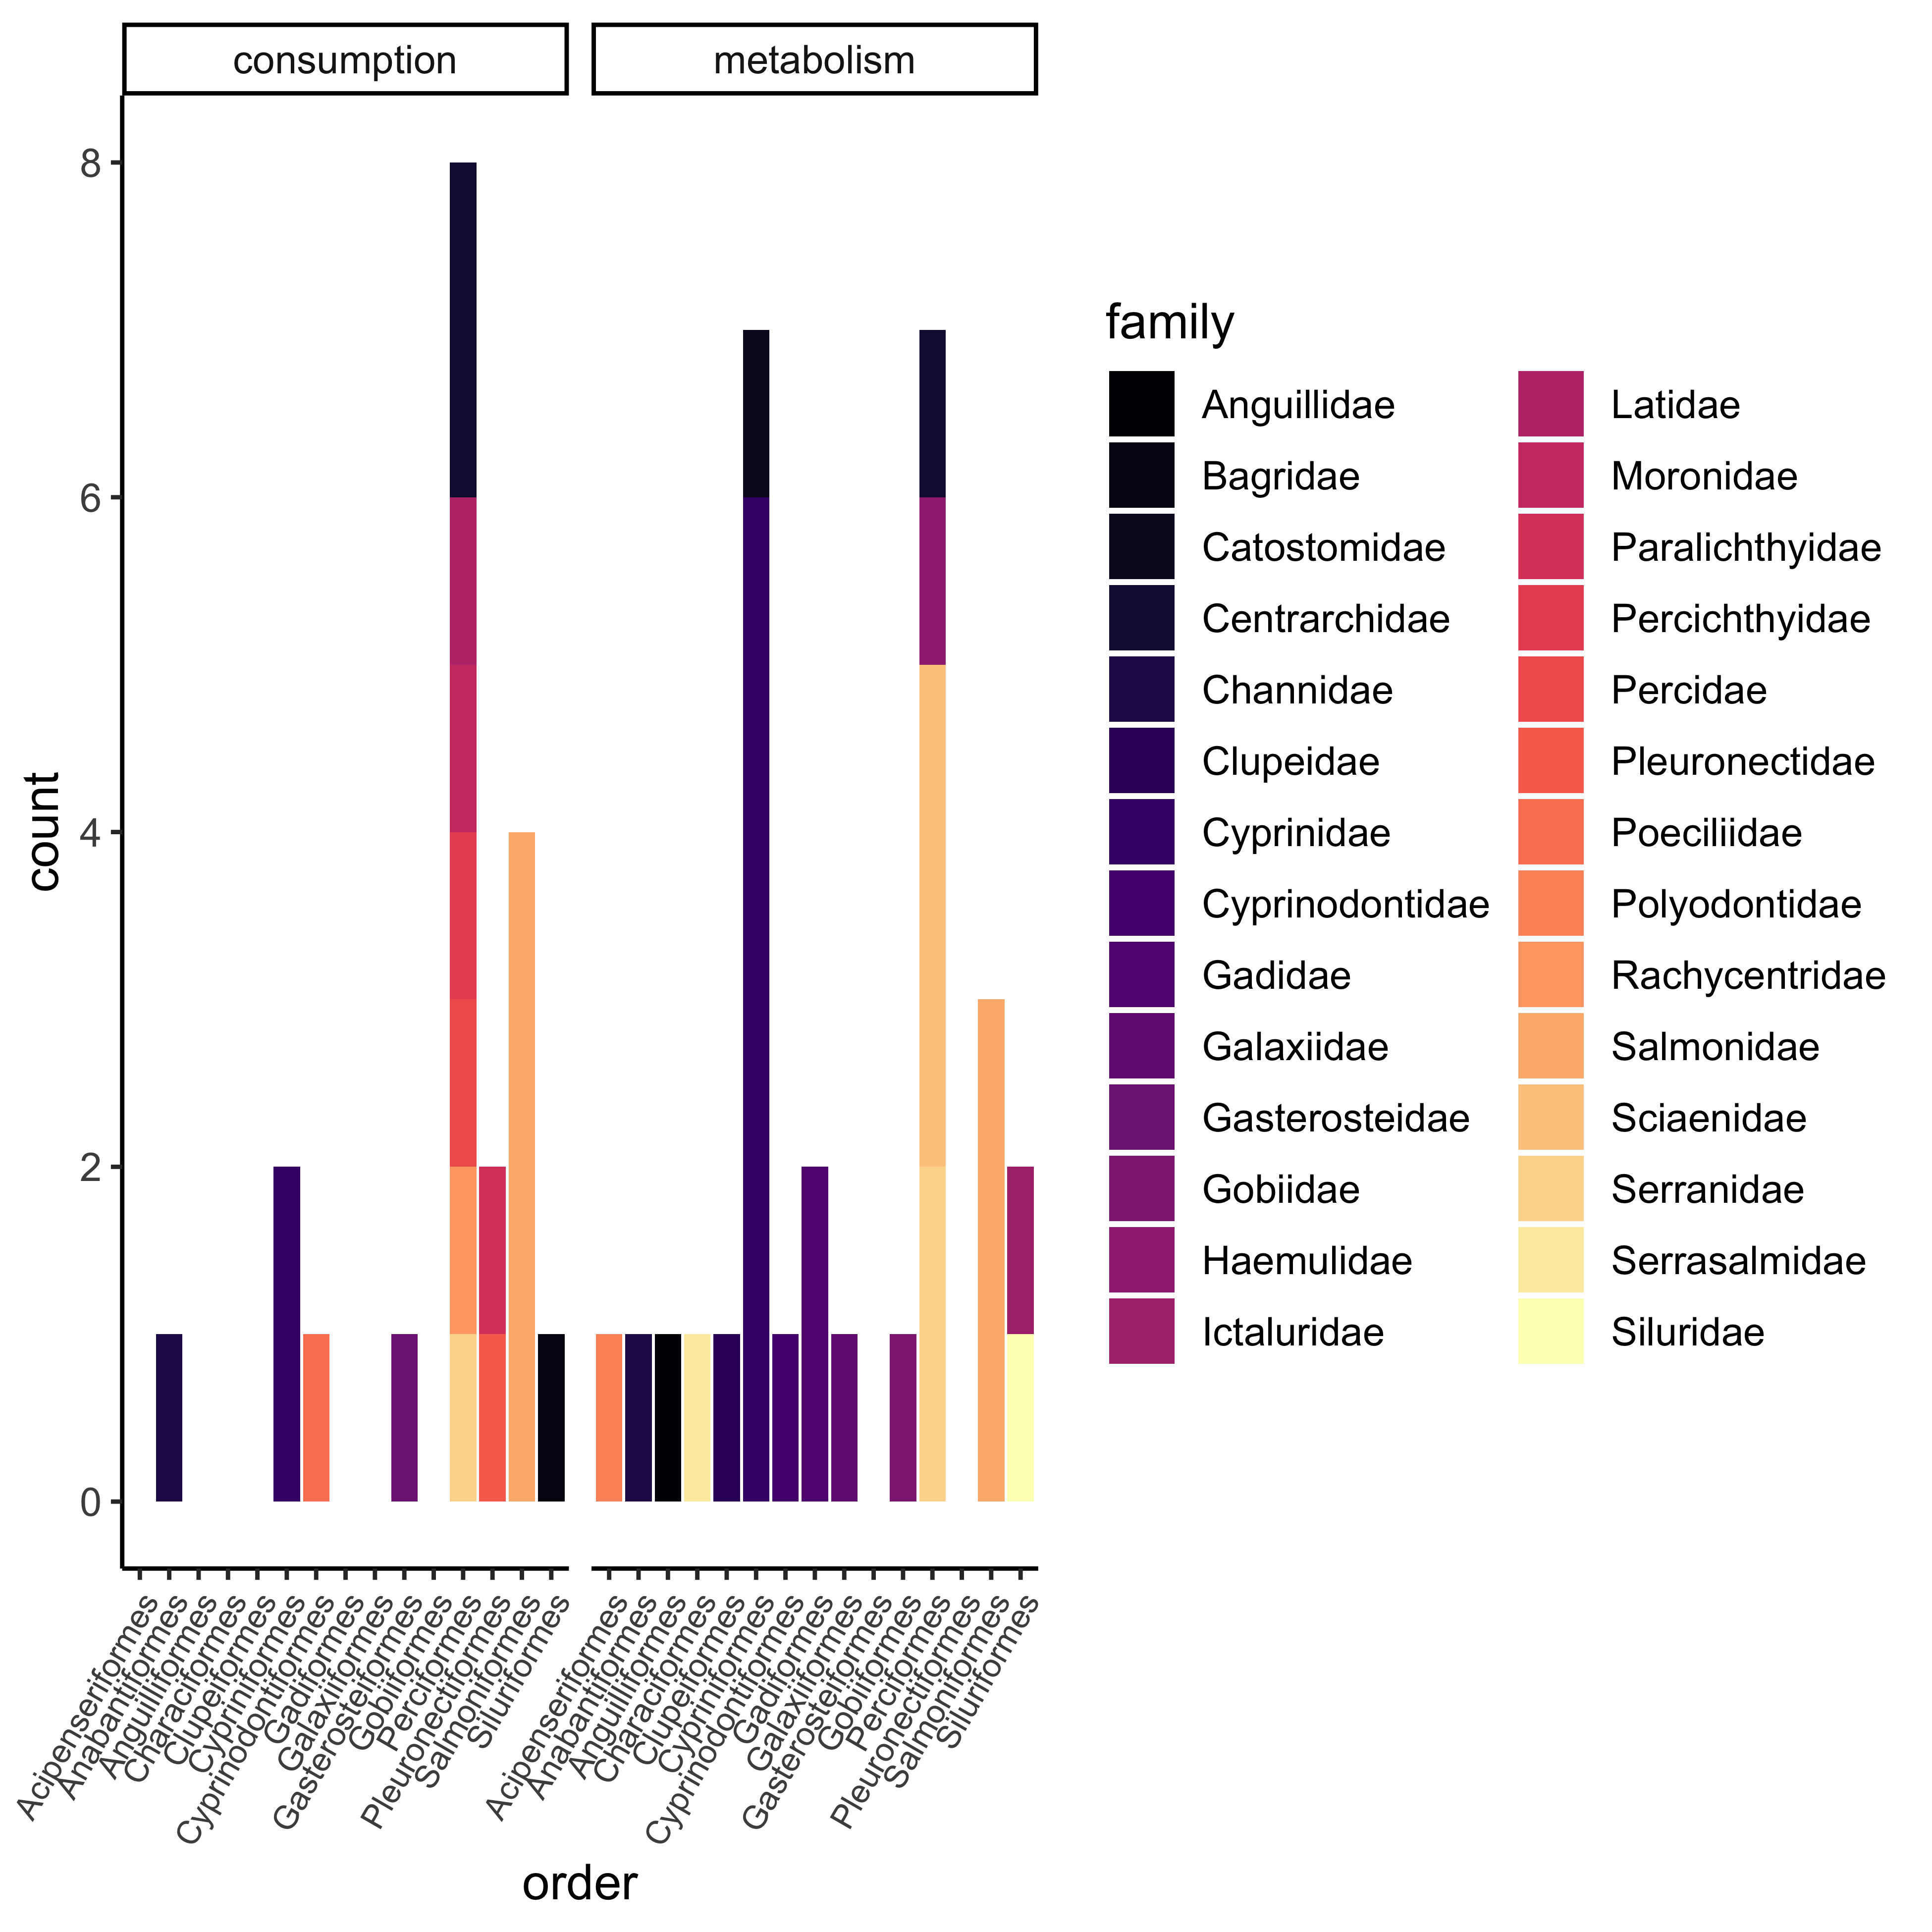 consumption
metabolism
count
8
6
4
2
0
Acipenseriformes
Anabantiformes
Anguilliformes
Characiformes
Clupeiformes
Cypriniformes
Cyprinodontiformes
Gadiformes
Galaxiiformes
Gasterosteiformes
Gobiiformes
Perciformes
Pleuronectiformes
Salmoniformes
Siluriformes
Acipenseriformes
Anabantiformes
Anguilliformes
Characiformes
Clupeiformes
Cypriniformes
Cyprinodontiformes
Gadiformes
Galaxiiformes
Gasterosteiformes
Gobiiformes
Perciformes
Pleuronectiformes
Salmoniformes
Siluriformes
order
family
Anguillidae
Bagridae
Catostomidae
Centrarchidae
Channidae
Clupeidae
Cyprinidae
Cyprinodontidae
Gadidae
Galaxiidae
Gasterosteidae
Gobiidae
Haemulidae
Ictaluridae
Latidae
Moronidae
Paralichthyidae
Percichthyidae
Percidae
Pleuronectidae
Poeciliidae
Polyodontidae
Rachycentridae
Salmonidae
Sciaenidae
Serranidae
Serrasalmidae
Siluridae